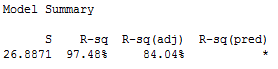 Model Summary
S R-sq R-sq(adj) R-sq(pred)
26.8871 97.48% 84.04% *